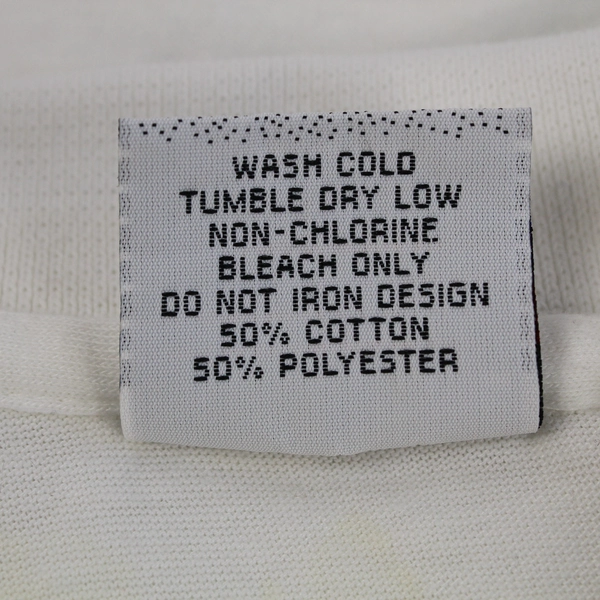 WASH COLD
TUMBLE DRY LOW
NON-CHLORINE
BLEACH ONLY
DO NOT IRON DESIGN
50% COTTON
50% POLYESTER